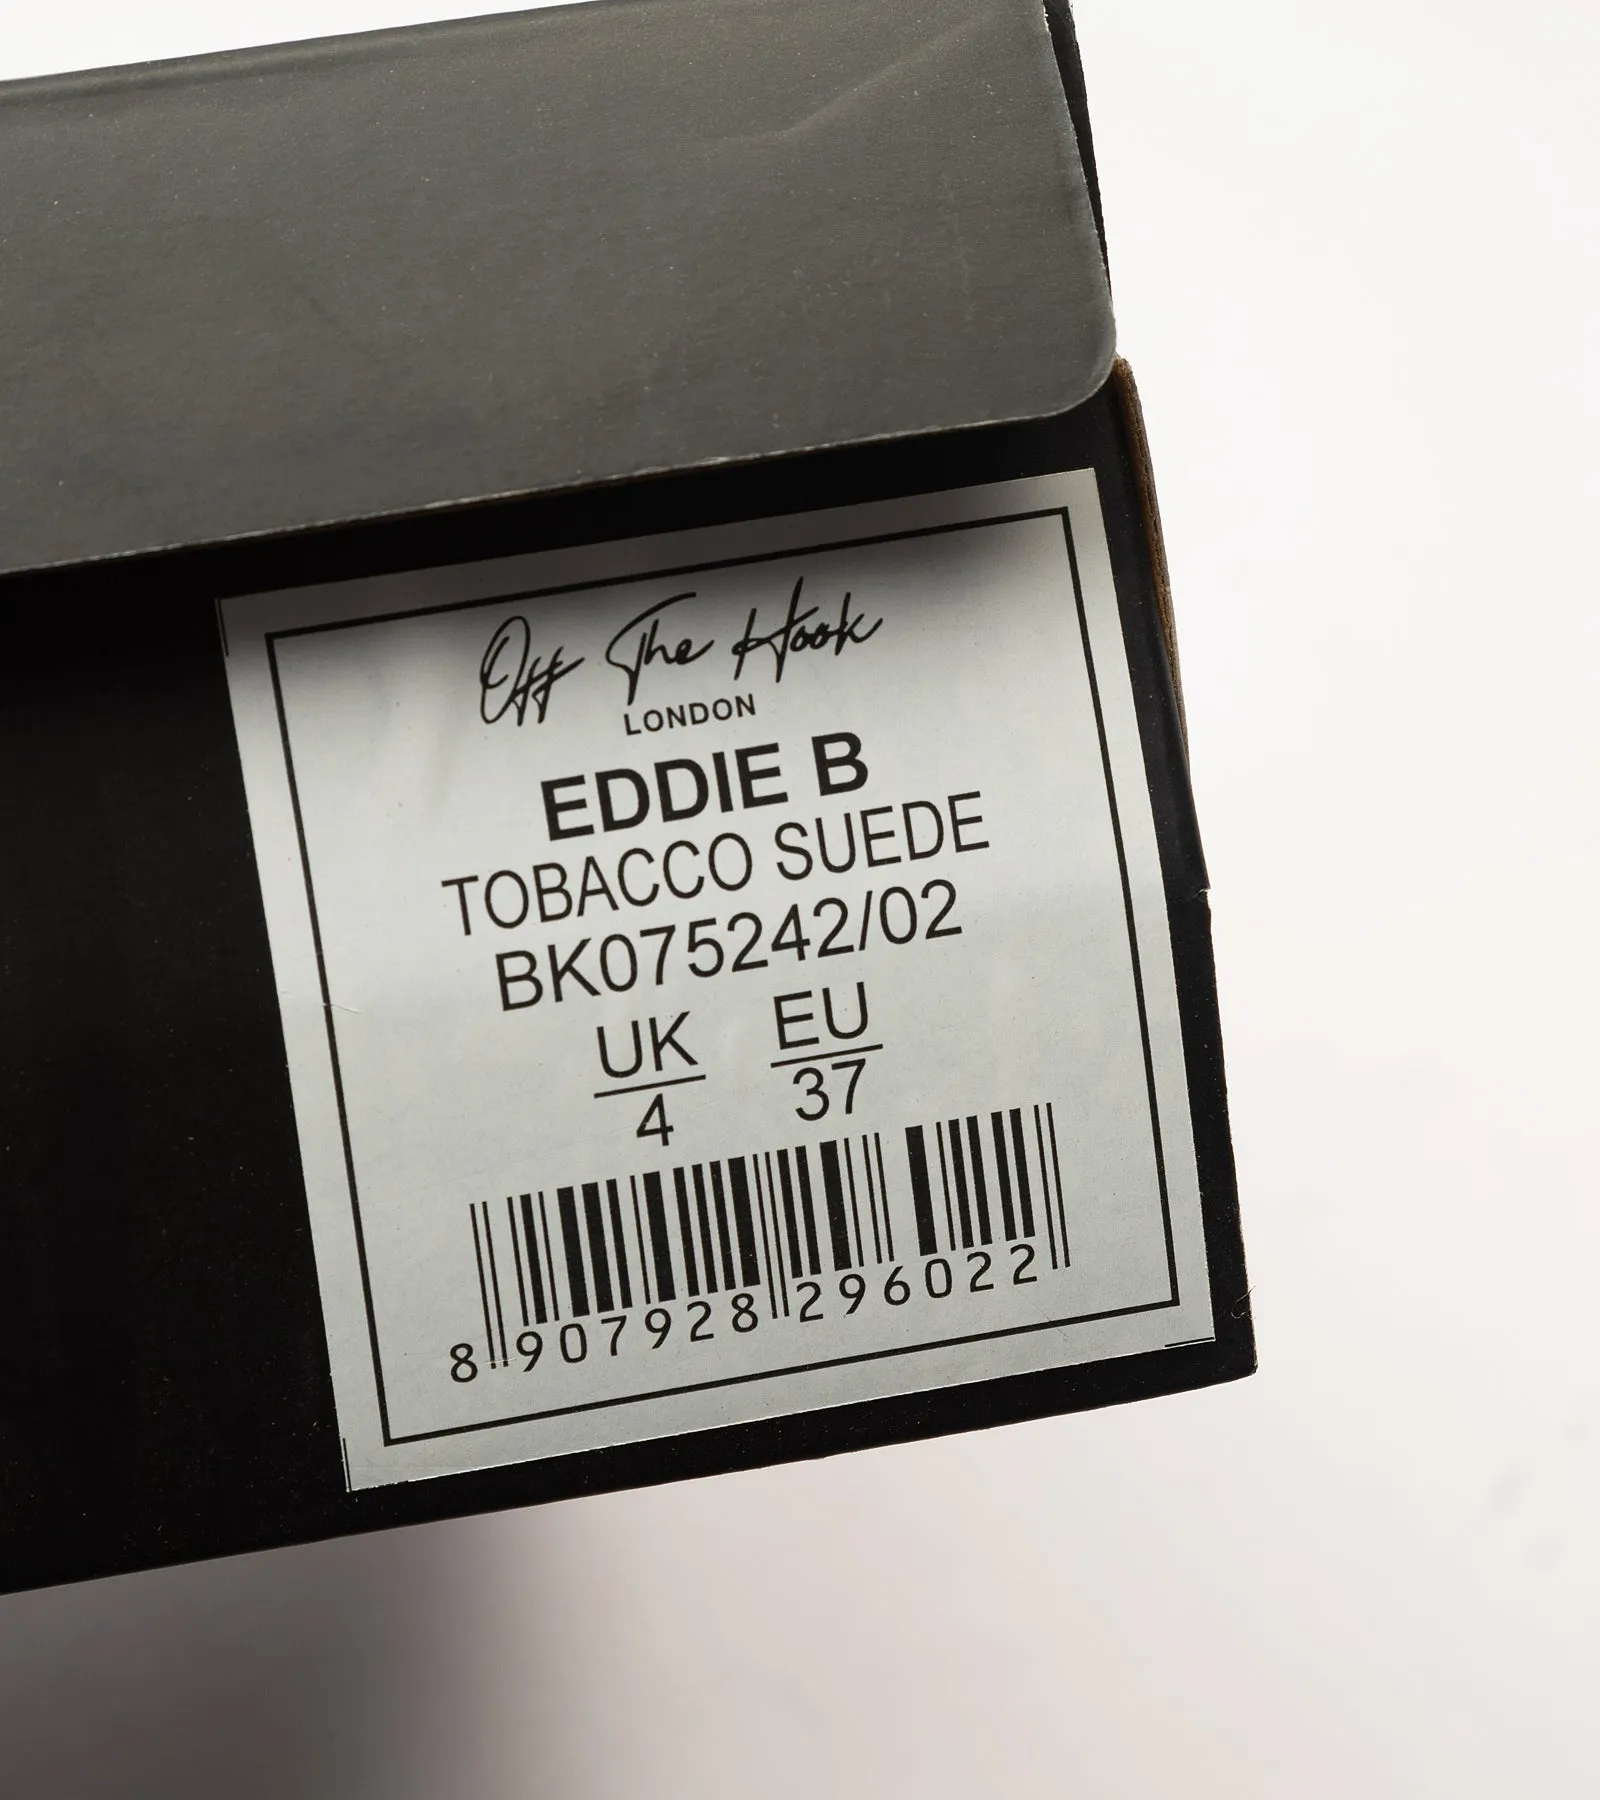 Off The Hook
LONDON
EDDIE B
TOBACCO SUEDE
BK075242/02
UK EU
4 37
8 907928 296022